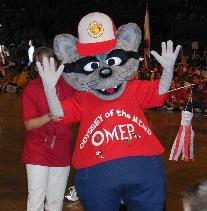 ODYSSEY OF THE MIND
OMER